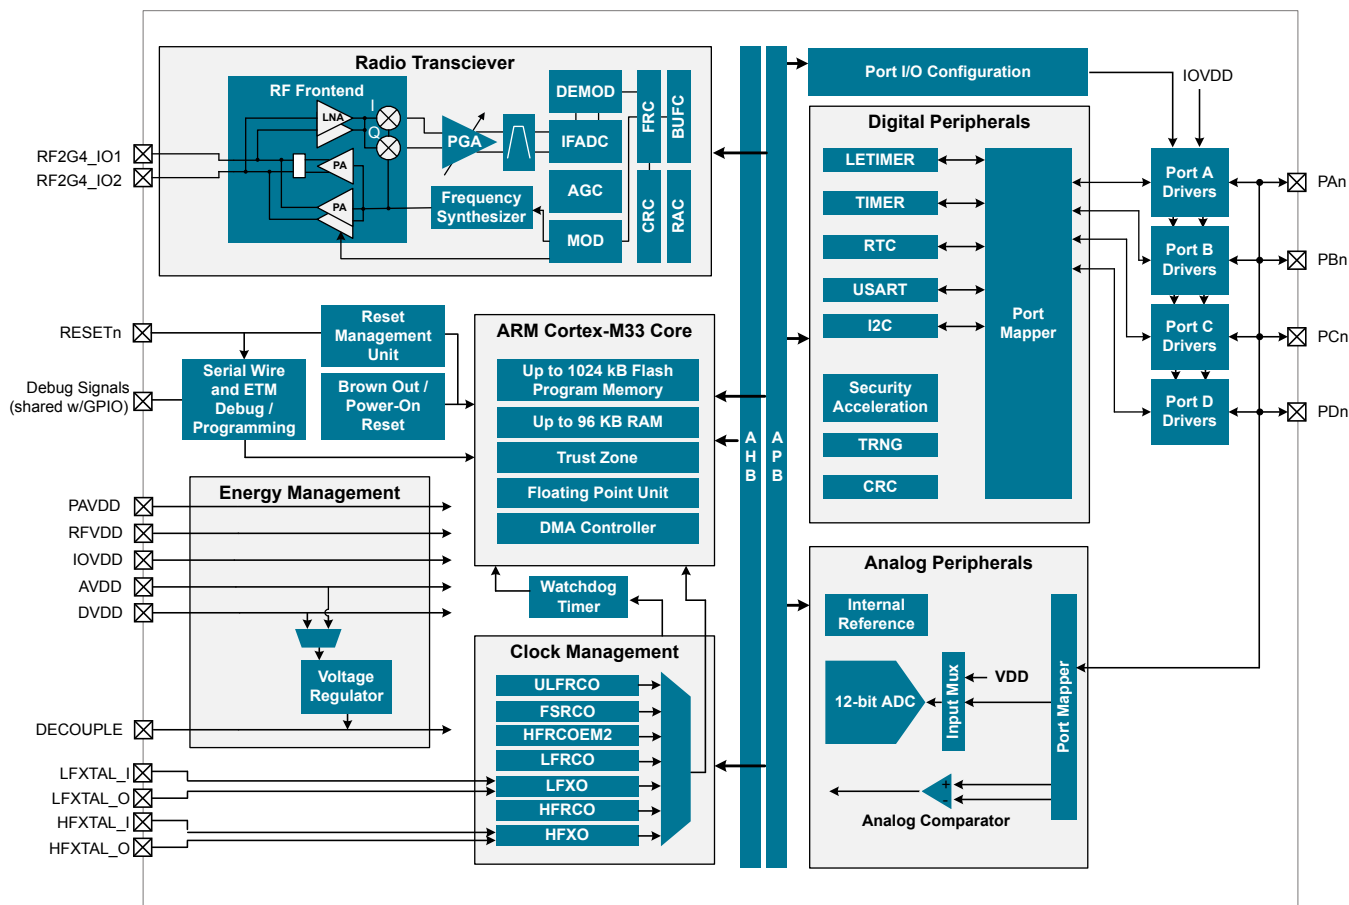 Radio Transciever
RF Frontend
LNA
PA
PA
I
Q
PGA
DEMOD
IFADC
AGC
MOD
Frequency
Synthesizer
FRC
BUFC
CRC
RAC
RF2G4_IO1
RF2G4_IO2
RESETn
Debug Signals
(shared w/GPIO)
Reset
Management
Unit
Serial Wire
and ETM
Debug /
Programming
Brown Out /
Power-On
Reset
ARM Cortex-M33 Core
Up to 1024 kB Flash
Program Memory
Up to 96 KB RAM
Trust Zone
Floating Point Unit
DMA Controller
Watchdog
Timer
Energy Management
PAVDD
RFVDD
IOVDD
AVDD
DVDD
Voltage
Regulator
DECOUPLE
LFXTAL_I
LFXTAL_O
HFXTAL_I
HFXTAL_O
Clock Management
ULFRCO
FSRCO
HFRCOEM2
LFRCO
LFXO
HFRCO
HFXO
AHB
APB
Port I/O Configuration
IOVDD
Digital Peripherals
LETIMER
TIMER
RTC
USART
I2C
Security
Acceleration
TRNG
CRC
Port
Mapper
Port A
Drivers
Port B
Drivers
Port C
Drivers
Port D
Drivers
PAn
PBn
PCn
PDn
Analog Peripherals
Internal
Reference
12-bit ADC
Input Mux
VDD
Port Mapper
+
-
Analog Comparator